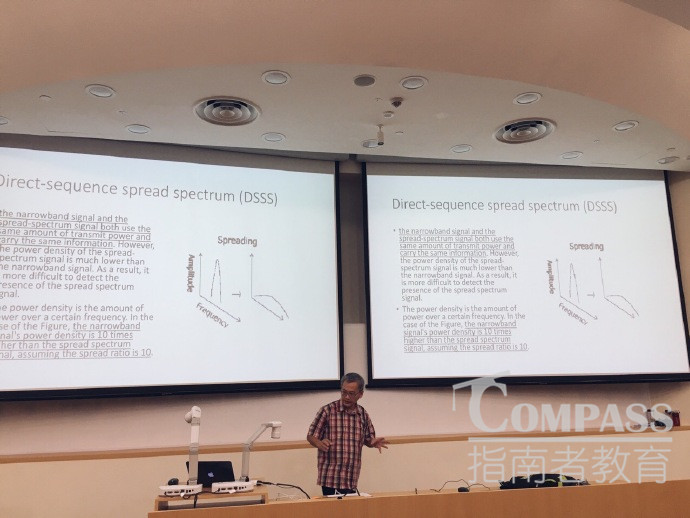 Direct-sequence spread spectrum (DSSS)
the narrowband signal and the
spread-spectrum signal both use the
same amount of transmit power and
carry the same information. However,
the power density of the spread-
spectrum signal is much lower than
the narrowband signal. As a result, it
is more difficult to detect the
presence of the spread spectrum
gnal.
he power density is the amount of
ower over a certain frequency. In the
ase of the Figure, the narrowband
gnal's power density is 10 times
gher than the spread spectrum
nal, assuming the spread ratio is 10.
Spreading
Amplitude
Frequency
Direct-sequence spread spectrum (DSSS)
• the narrowband signal and the
spread-spectrum signal both use the
same amount of transmit power and
carry the same information. However,
the power density of the spread-
spectrum signal is much lower than
the narrowband signal. As a result, it
is more difficult to detect the
presence of the spread spectrum
signal.
• The power density is the amount of
power over a certain frequency. In the
case of the Figure, the narrowband
signal's power density is 10 times
higher than the spread spectrum
signal, assuming the spread ratio is 10.
Spreading
Amplitude
Frequency
COMPASS
指南者教育